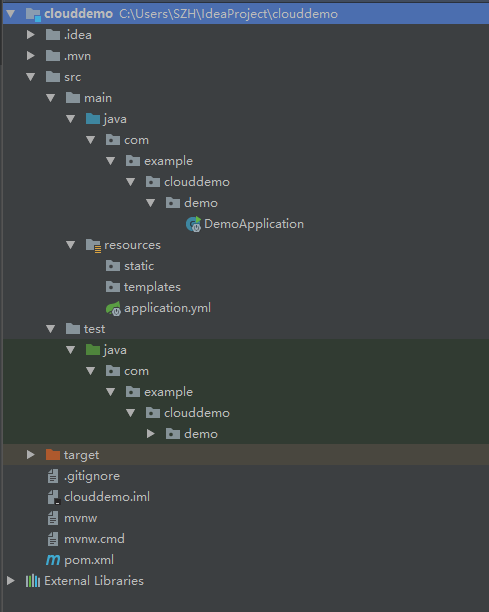 clouddemo C:\Users\SZH\IdeaProject\clouddemo
.idea
.mvn
src
main
java
com
example
clouddemo
demo
DemoApplication
resources
static
templates
application.yml
test
java
com
example
clouddemo
demo
target
.gitignore
clouddemo.iml
mvnw
mvnw.cmd
pom.xml
External Libraries